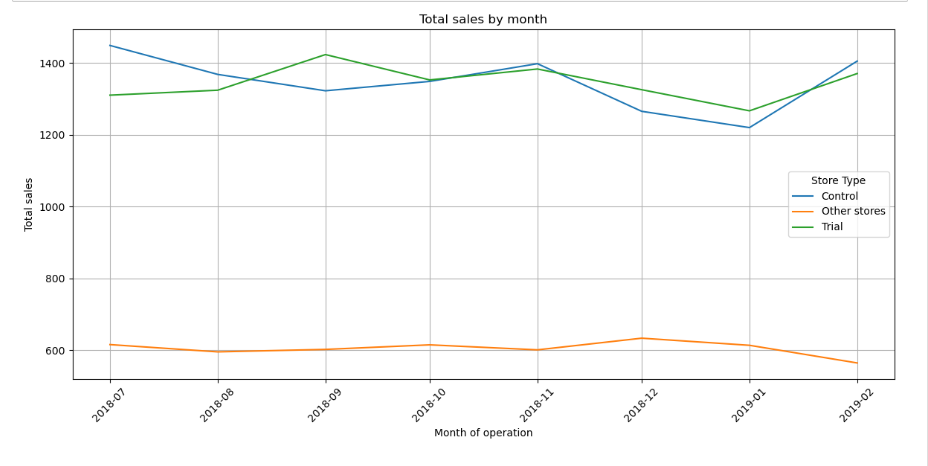 Total sales by month
Total sales
1400
1200
1000
800
600
Store Type
Control
Other stores
Trial
2018-07
2018-08
2018-09
2018-10
2018-11
2018-12
2019-01
2019-02
Month of operation